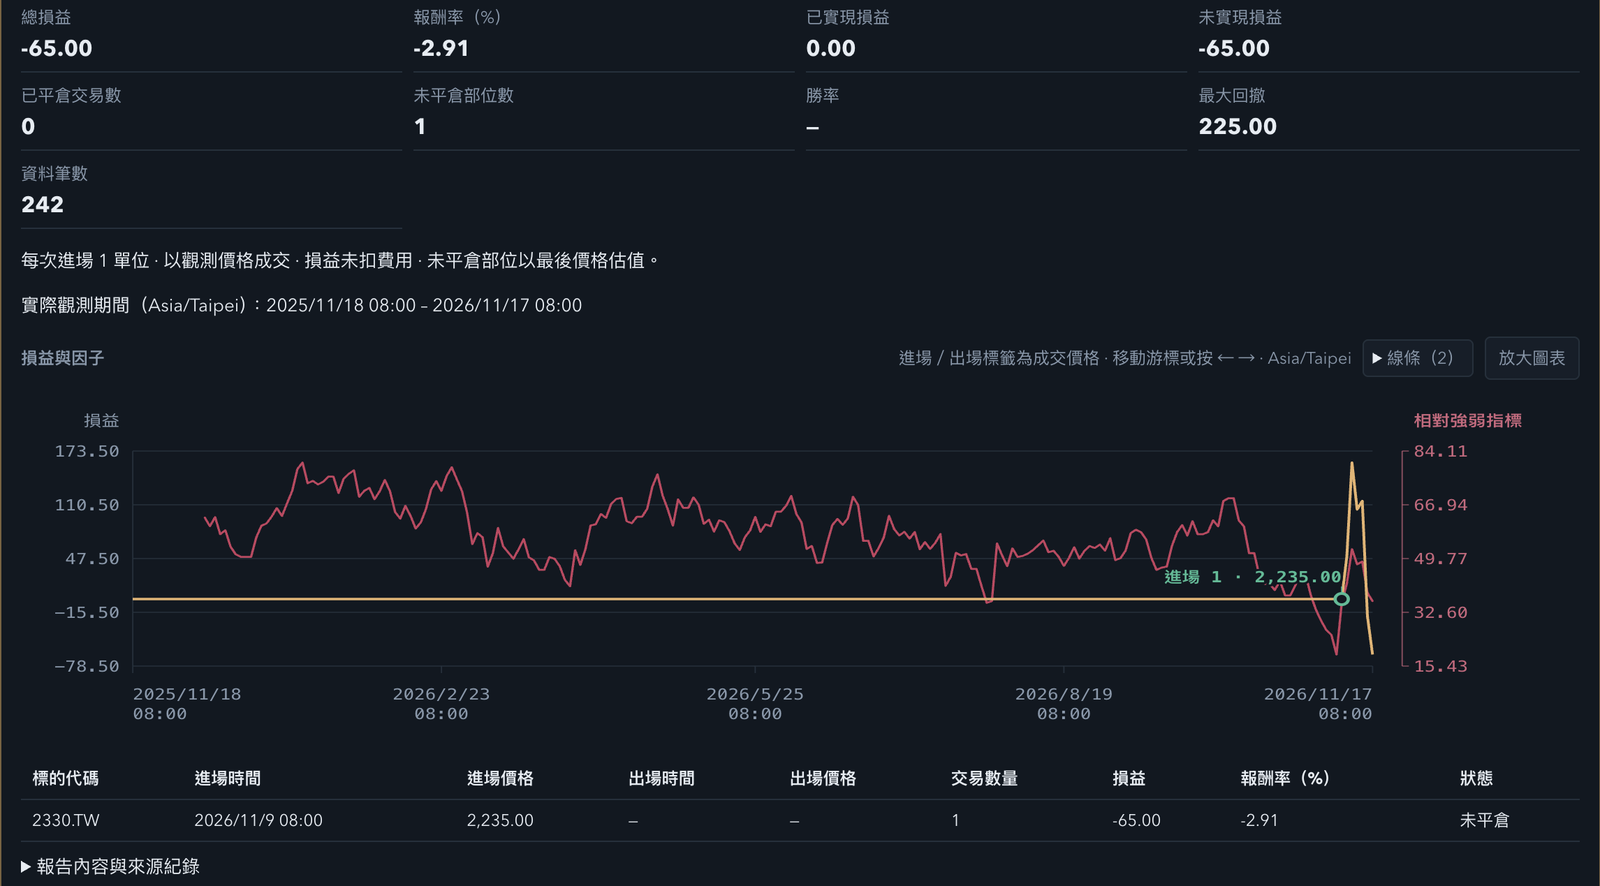 總損益 報酬率（%） 已實現損益 未實現損益
-65.00 -2.91 0.00 -65.00
已平倉交易數 未平倉部位數 勝率 最大回撤
0 1 – 225.00
資料筆數
242
每次進場 1 單位 · 以觀測價格成交 · 損益未扣費用 · 未平倉部位以最後價格估值。
實際觀測期間（Asia/Taipei）：2025/11/18 08:00 – 2026/11/17 08:00
損益與因子 進場 / 出場標籤為成交價格 · 移動游標或按 ← → · Asia/Taipei ▶ 線條（2） 放大圖表
損益 相對強弱指標
173.50 84.11
110.50 66.94
47.50 49.77
進場 1 · 2,235.00
−15.50 32.60
−78.50 15.43
2025/11/18 2026/2/23 2026/5/25 2026/8/19 2026/11/17
08:00 08:00 08:00 08:00 08:00
標的代碼 進場時間 進場價格 出場時間 出場價格 交易數量 損益 報酬率（%） 狀態
2330.TW 2026/11/9 08:00 2,235.00 – – 1 -65.00 -2.91 未平倉
▶ 報告內容與來源紀錄